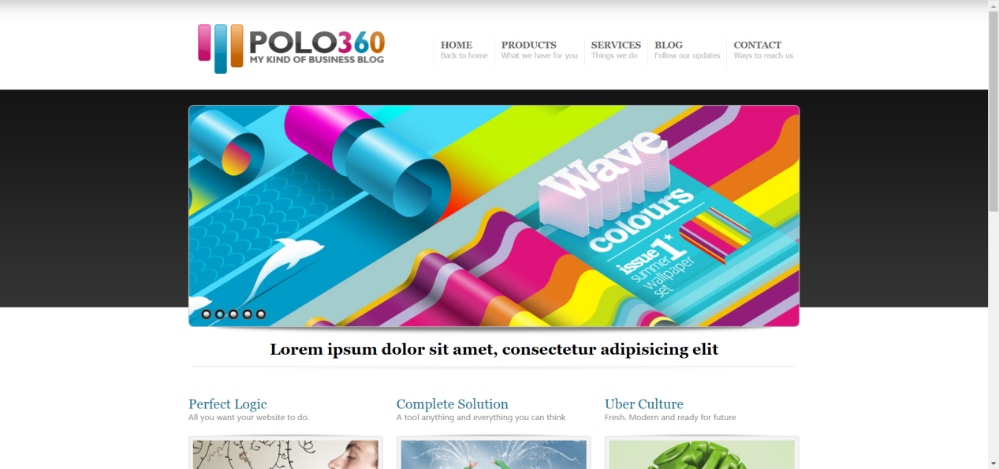 POLO360
MY KIND OF BUSINESS BLOG
HOME
Back to home
PRODUCTS
What we have for you
SERVICES
Things we do
BLOG
Follow our updates
CONTACT
Ways to reach us
Wave
colours
issue 1
summer
wallpaper
set
Lorem ipsum dolor sit amet, consectetur adipisicing elit
Perfect Logic
All you want your website to do.
Complete Solution
A tool anything and everything you can think
Uber Culture
Fresh. Modern and ready for future